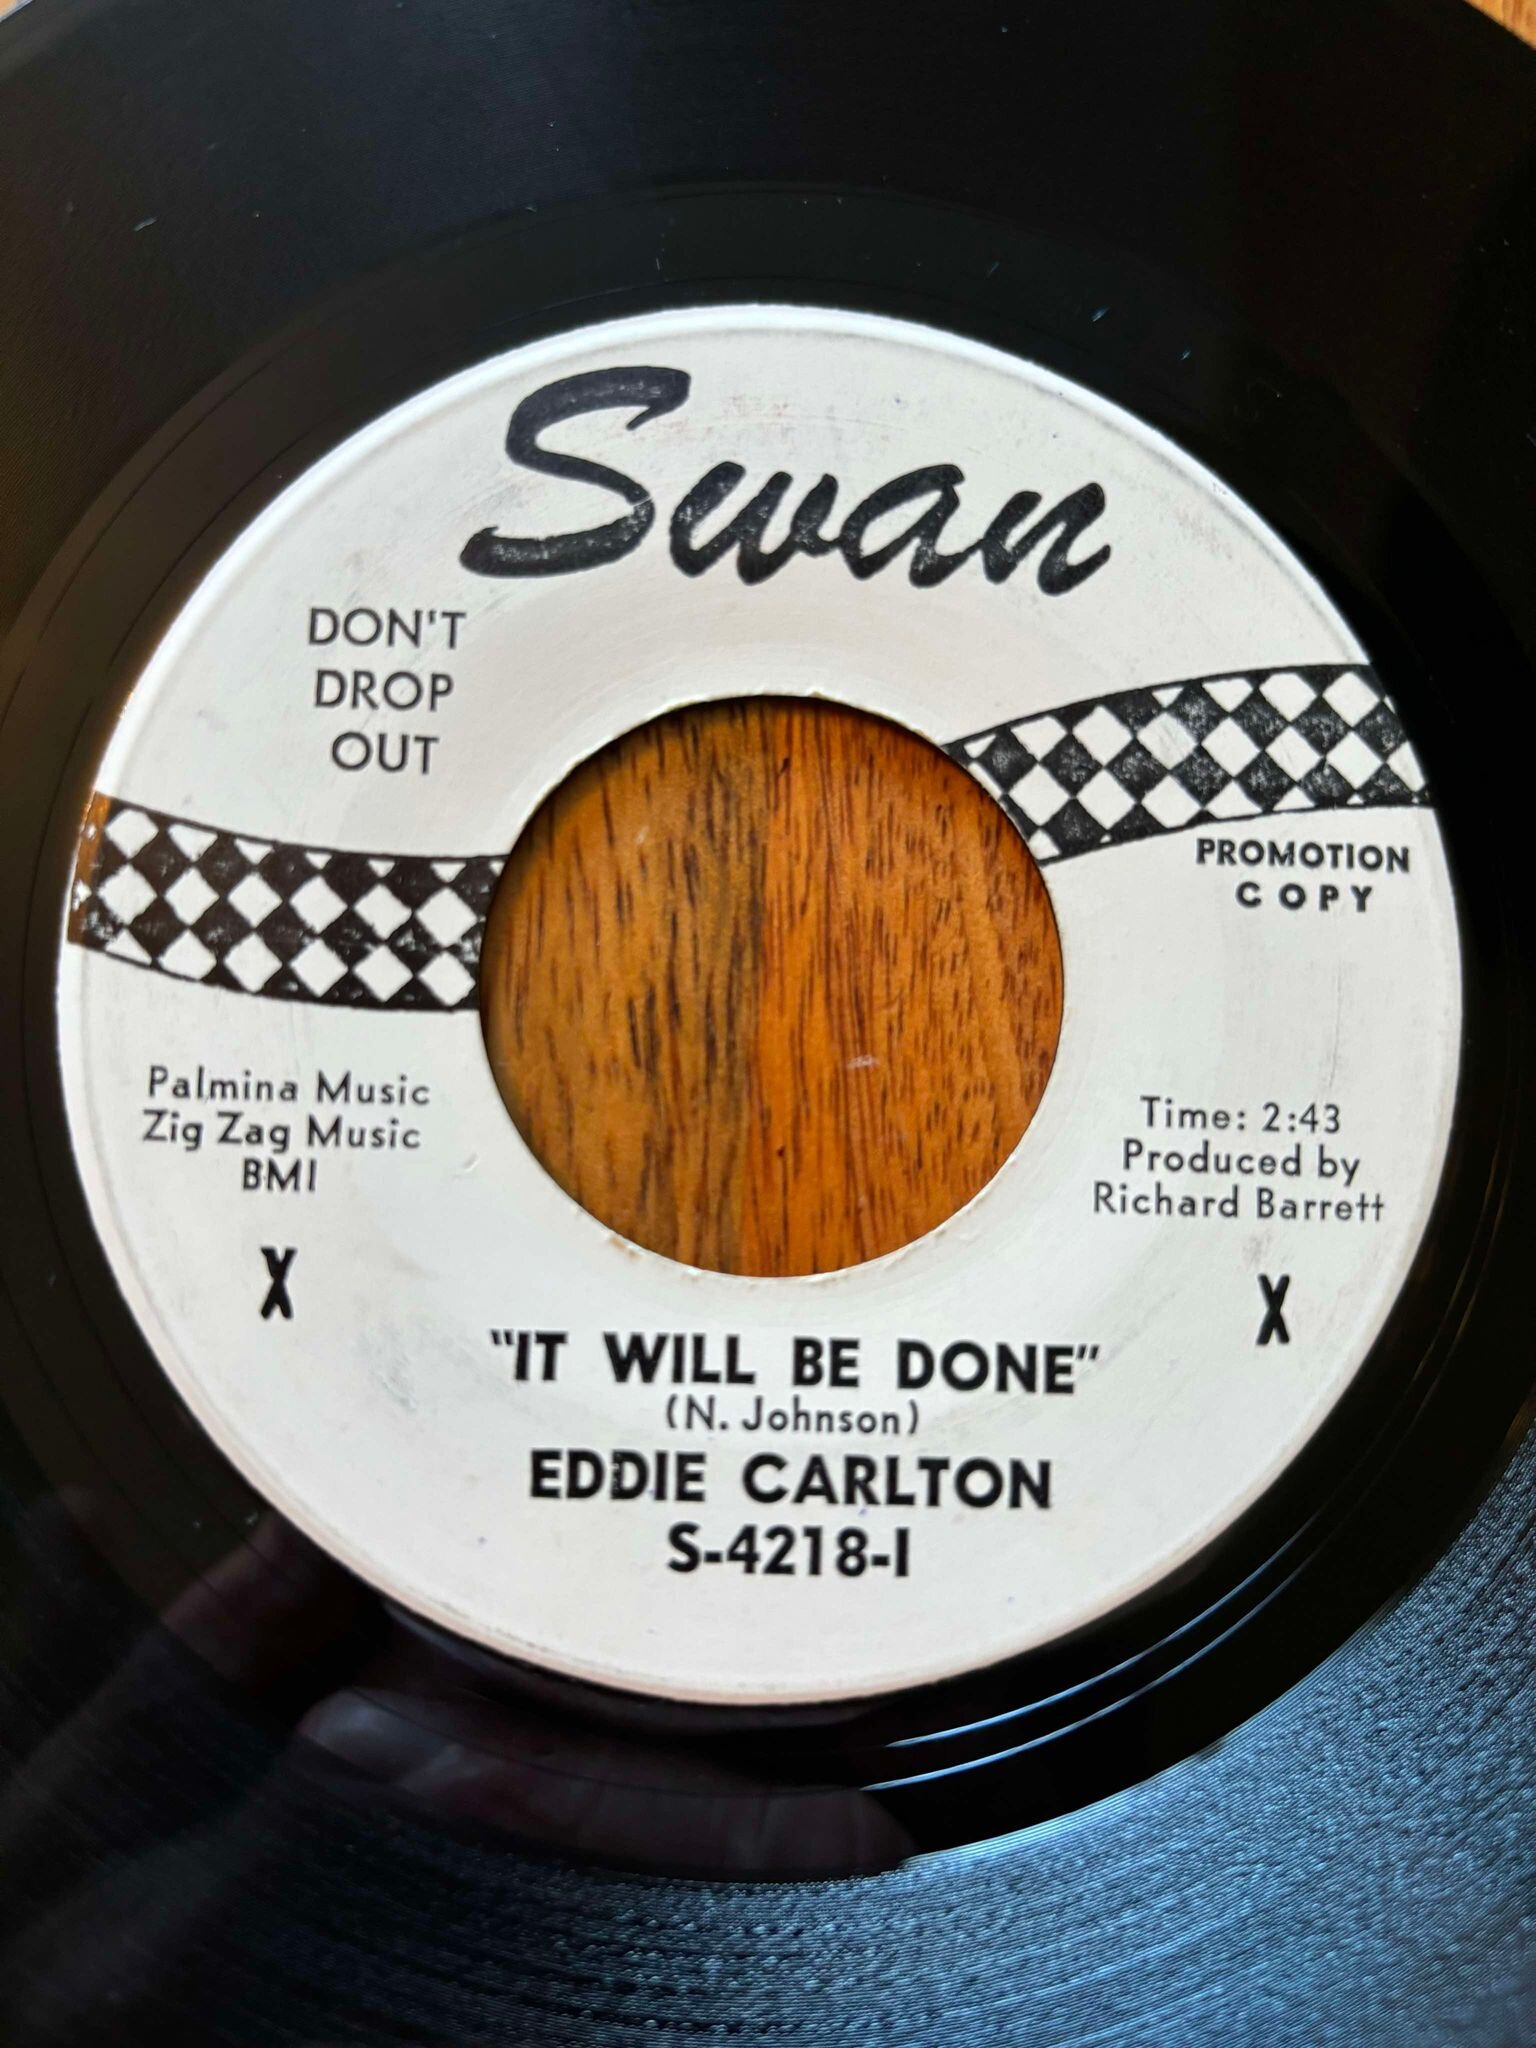 Swan
DON'T
DROP
OUT
PROMOTION
COPY
Palmina Music
Zig Zag Music
BMI
Time: 2:43
Produced by
Richard Barrett
X
X
"IT WILL BE DONE"
(N. Johnson)
EDDIE CARLTON
S-4218-I